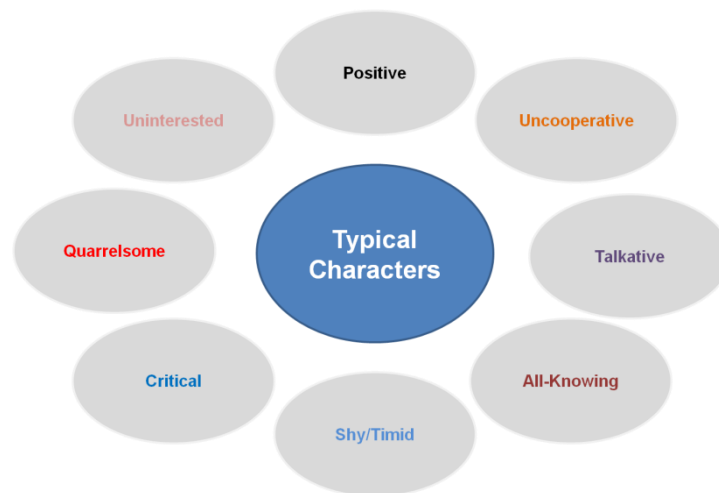 Positive
Uninterested
Uncooperative
Typical
Characters
Quarrelsome
Talkative
Critical
All-Knowing
Shy/Timid